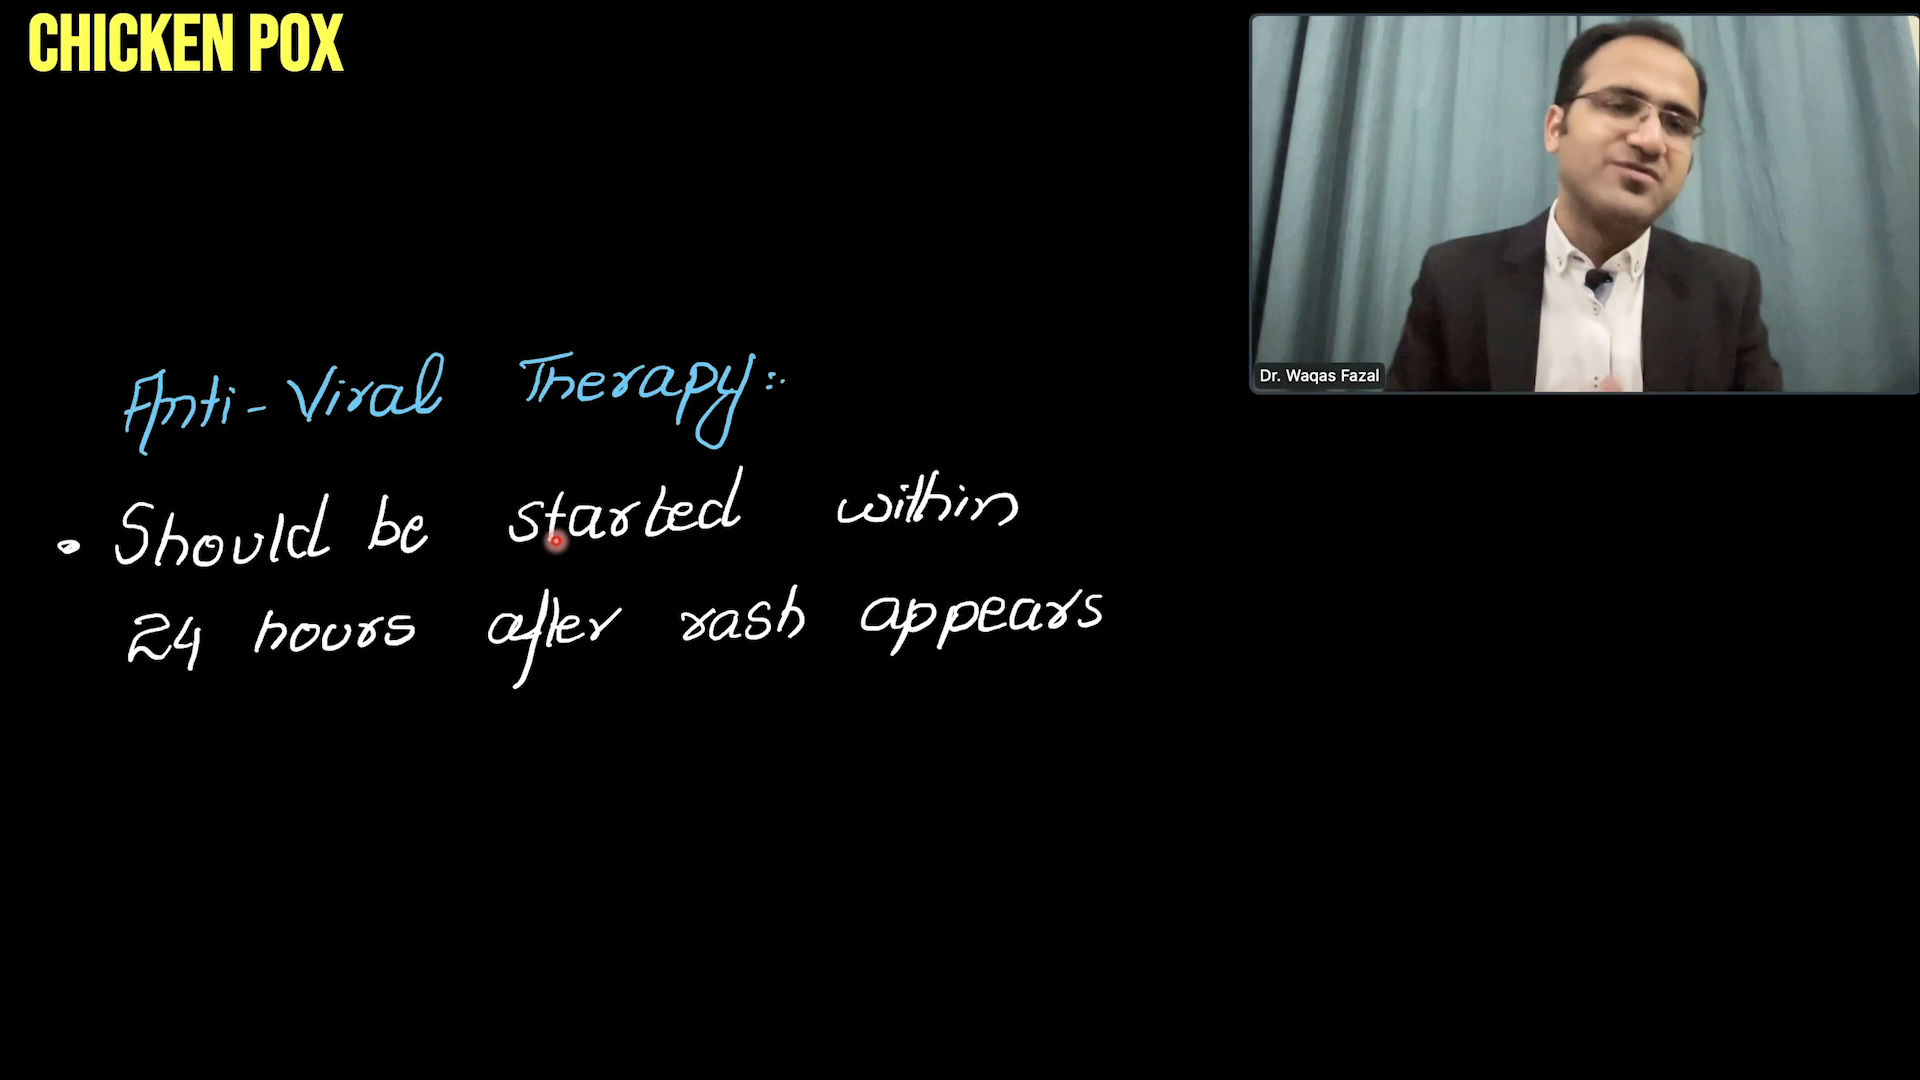 CHICKEN POX
Dr. Waqas Fazal
Anti-Viral Therapy:
• Should be started within
24 hours after rash appears